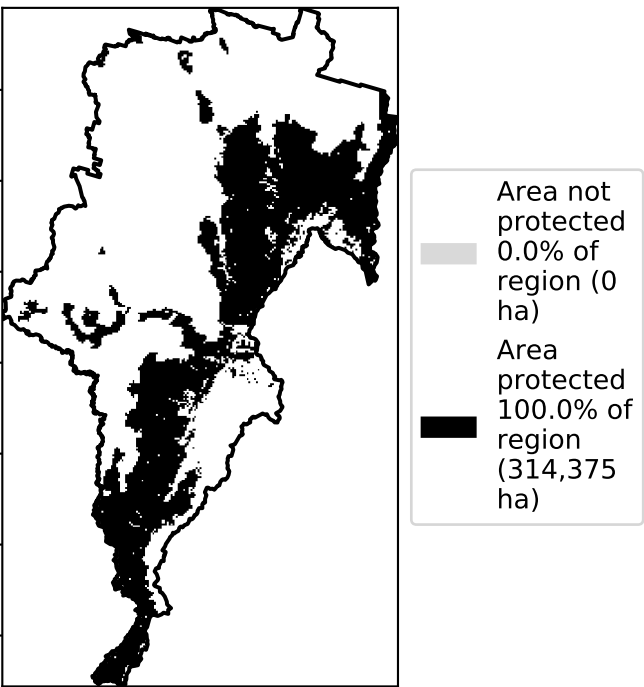 Area not
protected
0.0% of
region (0
ha)
Area
protected
100.0% of
region
(314,375
ha)